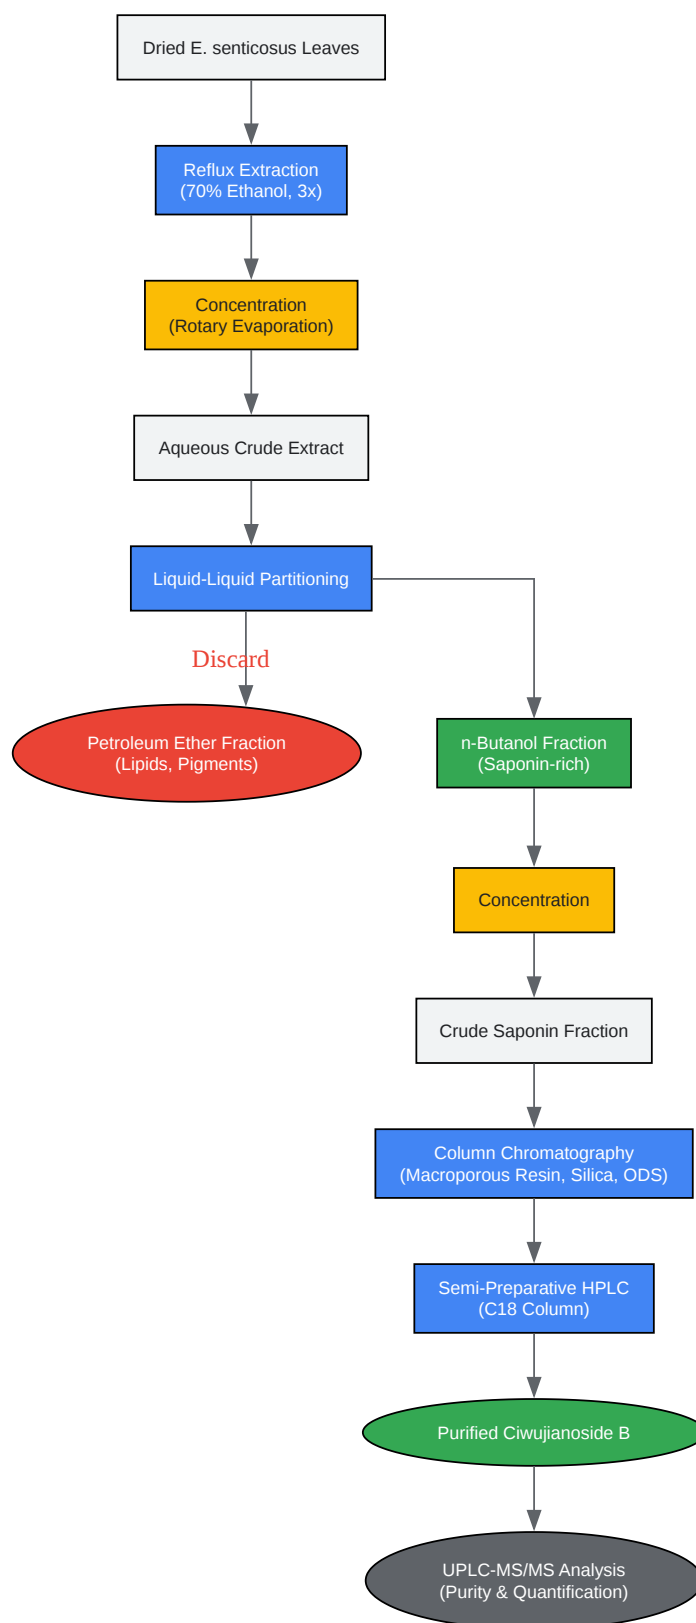 Dried E. senticosus Leaves
Reflux Extraction
(70% Ethanol, 3x)
Concentration
(Rotary Evaporation)
Aqueous Crude Extract
Liquid-Liquid Partitioning
Discard
Petroleum Ether Fraction
(Lipids, Pigments)
n-Butanol Fraction
(Saponin-rich)
Concentration
Crude Saponin Fraction
Column Chromatography
(Macroporous Resin, Silica, ODS)
Semi-Preparative HPLC
(C18 Column)
Purified Ciwujianoside B
UPLC-MS/MS Analysis
(Purity & Quantification)